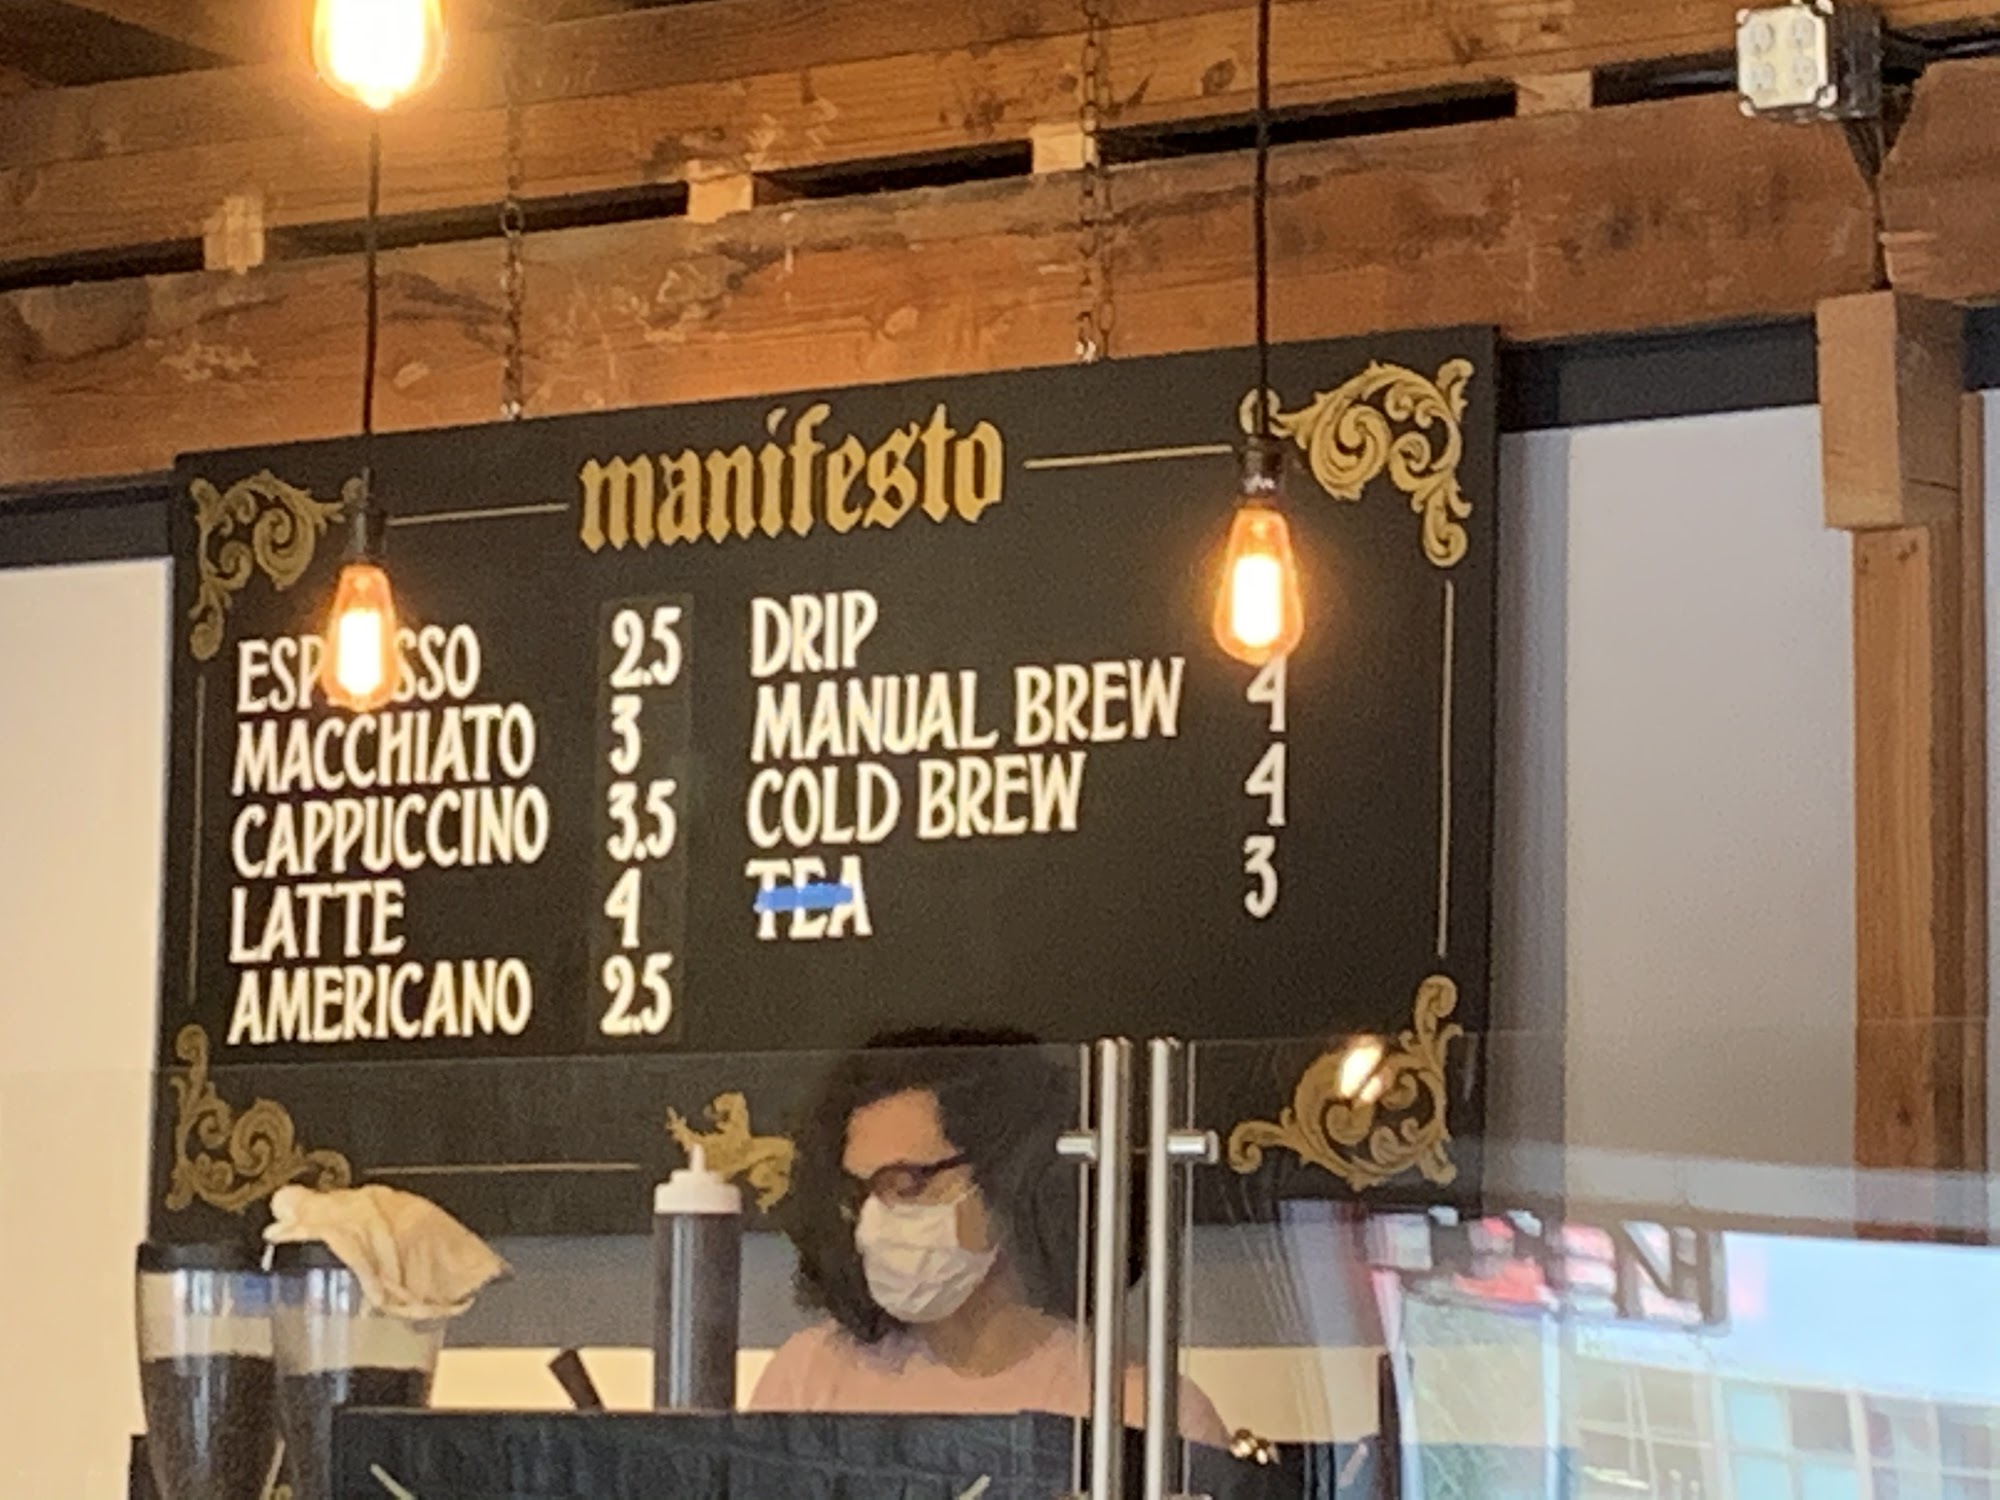 manifesto
ESPRESSO 2.5
MACCHIATO 3
CAPPUCCINO 3.5
LATTE 4
AMERICANO 2.5
DRIP
MANUAL BREW 4
COLD BREW 4
TEA 3